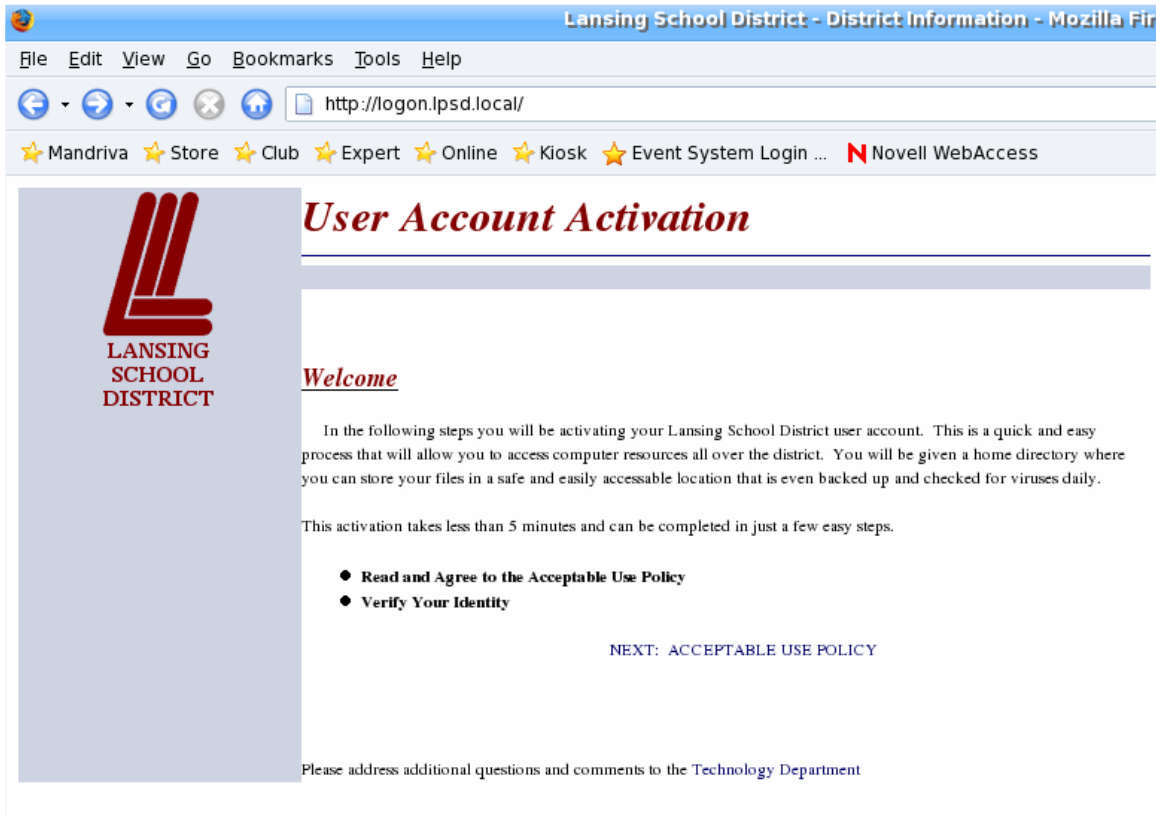 Lansing School District - District Information - Mozilla Fir
File Edit View Go Bookmarks Tools Help
http://logon.lpsd.local/
Mandriva Store Club Expert Online Kiosk Event System Login ... Novell WebAccess
LANSING
SCHOOL
DISTRICT
User Account Activation
Welcome
In the following steps you will be activating your Lansing School District user account. This is a quick and easy
process that will allow you to access computer resources all over the district. You will be given a home directory where
you can store your files in a safe and easily accessable location that is even backed up and checked for viruses daily.
This activation takes less than 5 minutes and can be completed in just a few easy steps.
Read and Agree to the Acceptable Use Policy
Verify Your Identity
NEXT: ACCEPTABLE USE POLICY
Please address additional questions and comments to the Technology Department